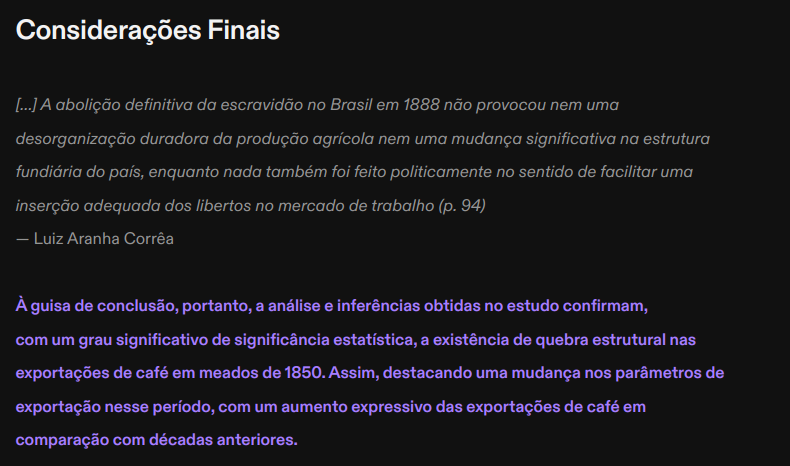 Considerações Finais
[...] A abolição definitiva da escravidão no Brasil em 1888 não provocou nem uma
desorganização duradora da produção agrícola nem uma mudança significativa na estrutura
fundiária do país, enquanto nada também foi feito politicamente no sentido de facilitar uma
inserção adequada dos libertos no mercado de trabalho (p. 94)
— Luiz Aranha Corrêa
À guisa de conclusão, portanto, a análise e inferências obtidas no estudo confirmam,
com um grau significativo de significância estatística, a existência de quebra estrutural nas
exportações de café em meados de 1850. Assim, destacando uma mudança nos parâmetros de
exportação nesse período, com um aumento expressivo das exportações de café em
comparação com décadas anteriores.